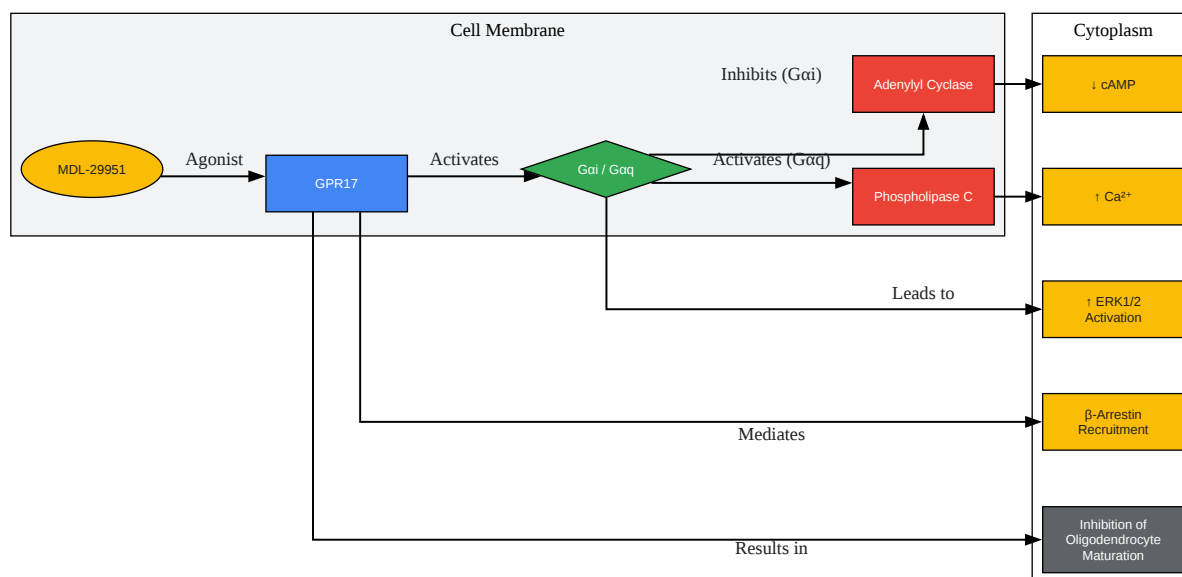 Cell Membrane
Cytoplasm
Inhibits (Gαi)
Adenylyl Cyclase
↓ cAMP
MDL-29951
Agonist
GPR17
Activates
Gαi / Gαq
Activates (Gαq)
Phospholipase C
↑ Ca²⁺
Leads to
↑ ERK1/2
Activation
Mediates
β-Arrestin
Recruitment
Results in
Inhibition of
Oligodendrocyte
Maturation